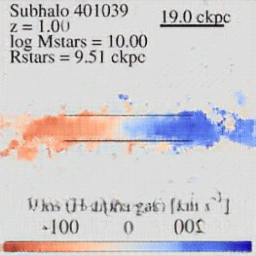 Subhalo 401039
z = 1.00
log Mstars = 10.00
Rstars = 9.51 ckpc
19.0 ckpc
-100 0